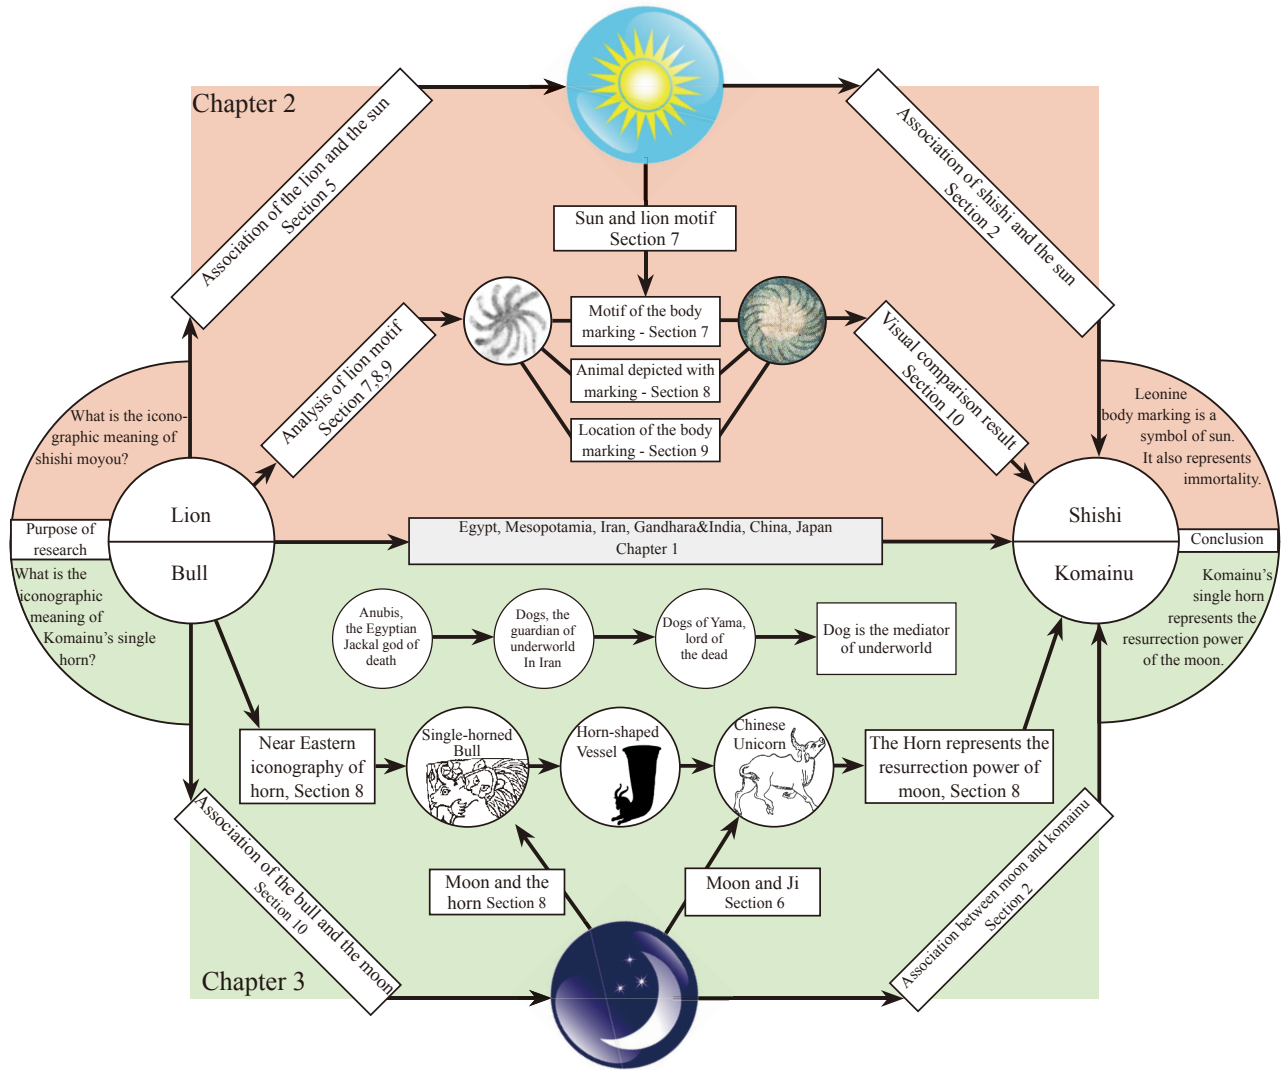 Chapter 2
Association of the lion and the sun
Section 5
Association of shishi and the sun
Section 2
Sun and lion motif
Section 7
Analysis of lion motif
Section 7,8,9
Motif of the body
marking - Section 7
Animal depicted with
marking - Section 8
Location of the body
marking - Section 9
Visual comparison result
Section 10
What is the icono-
graphic meaning of
shishi moyou?
Leonine
body marking is a
symbol of sun.
It also represents
immortality.
Purpose of
research
Lion
Bull
Egypt, Mesopotamia, Iran, Gandhara&India, China, Japan
Chapter 1
Shishi
Komainu
Conclusion
What is the
iconographic
meaning of
Komainu's single
horn?
Komainu's
single horn
represents the
resurrection power
of the moon.
Anubis,
the Egyptian
Jackal god of
death
Dogs, the
guardian of
underworld
In Iran
Dogs of Yama,
lord of
the dead
Dog is the mediator
of underworld
Near Eastern
iconography of
horn, Section 8
Single-horned
Bull
Horn-shaped
Vessel
Chinese
Unicorn
The Horn represents the
resurrection power of
moon, Section 8
Association of the bull and the moon
Section 10
Moon and the
horn Section 8
Moon and Ji
Section 6
Association between moon and komainu
Section 2
Chapter 3